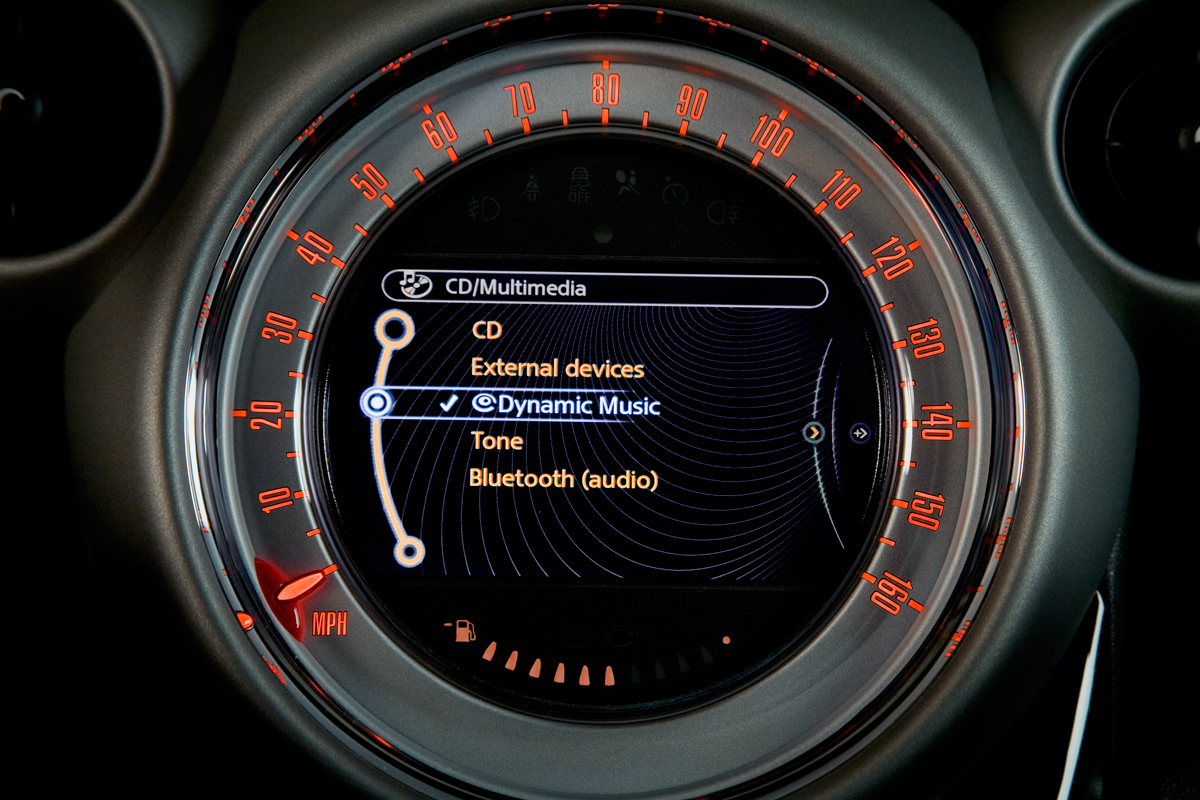 10
20
30
40
50
60
70
80
90
100
110
120
130
140
150
160
MPH
OFF
CD/Multimedia
CD
External devices
Dynamic Music
Tone
Bluetooth (audio)